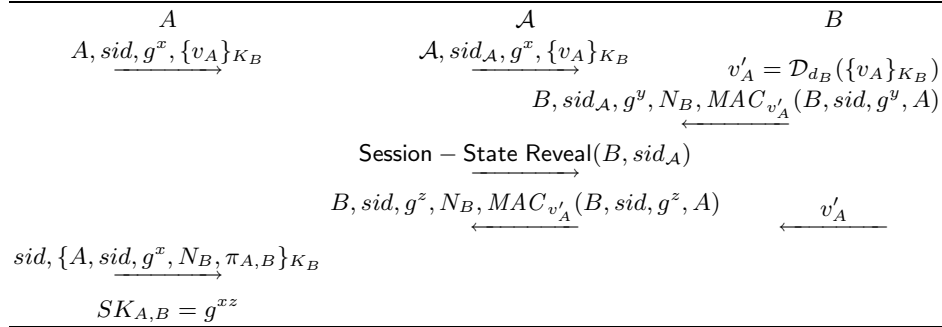 A 𝒜 B
A, sid, g^x, {v_A}_{K_B} 𝒜, sid_𝒜, g^x, {v_A}_{K_B}
v'_A = 𝒟_{d_B}({v_A}_{K_B})
B, sid_𝒜, g^y, N_B, MAC_{v'_A}(B, sid, g^y, A)
Session − State Reveal(B, sid_𝒜)
B, sid, g^z, N_B, MAC_{v'_A}(B, sid, g^z, A) v'_A
sid, {A, sid, g^x, N_B, π_{A,B}}_{K_B}
SK_{A,B} = g^{xz}